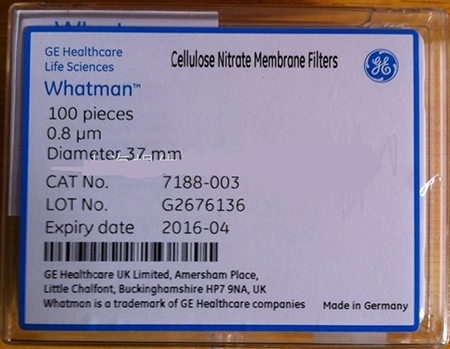 Whatman
GE Healthcare
Life Sciences
Cellulose Nitrate Membrane Filters
GE
Whatman™
100 pieces
0.8 µm
Diameter 37 mm
CAT No. 7188-003
LOT No. G2676136
Expiry date 2016-04
GE Healthcare UK Limited, Amersham Place,
Little Chalfont, Buckinghamshire HP7 9NA, UK
Whatman is a trademark of GE Healthcare companies
Made in Germany